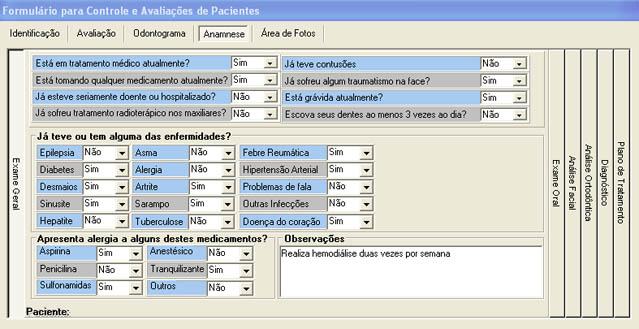 Formulário para Controle e Avaliações de Pacientes
Identificação Avaliação Odontograma Anamnese Área de Fotos
Exame Geral
Está em tratamento médico atualmente? Sim Já teve contusões Não
Está tomando qualquer medicamento atualmente? Sim Já sofreu algum traumatismo na face? Sim
Já esteve seriamente doente ou hospitalizado? Não Está grávida atualmente? Sim
Já sofreu tratamento radioterápico nos maxilares? Não Escova seus dentes ao menos 3 vezes ao dia? Não
Já teve ou tem alguma das enfermidades?
Epilepsia Não Asma Não Febre Reumática Sim
Diabetes Sim Alergia Não Hipertensão Arterial Sim
Desmaios Sim Artrite Sim Problemas de fala Não
Sinusite Sim Sarampo Sim Outras Infecções Não
Hepatite Não Tuberculose Não Doença do coração Sim
Apresenta alergia a alguns destes medicamentos?
Aspirina Sim Anestésico Não
Penicilina Não Tranquilizante Sim
Sulfonamidas Sim Outros Não
Observações
Realiza hemodiálise duas vezes por semana
Paciente:
Exame Oral
Análise Facial
Análise Ortodôntica
Diagnóstico
Plano de Tratamento